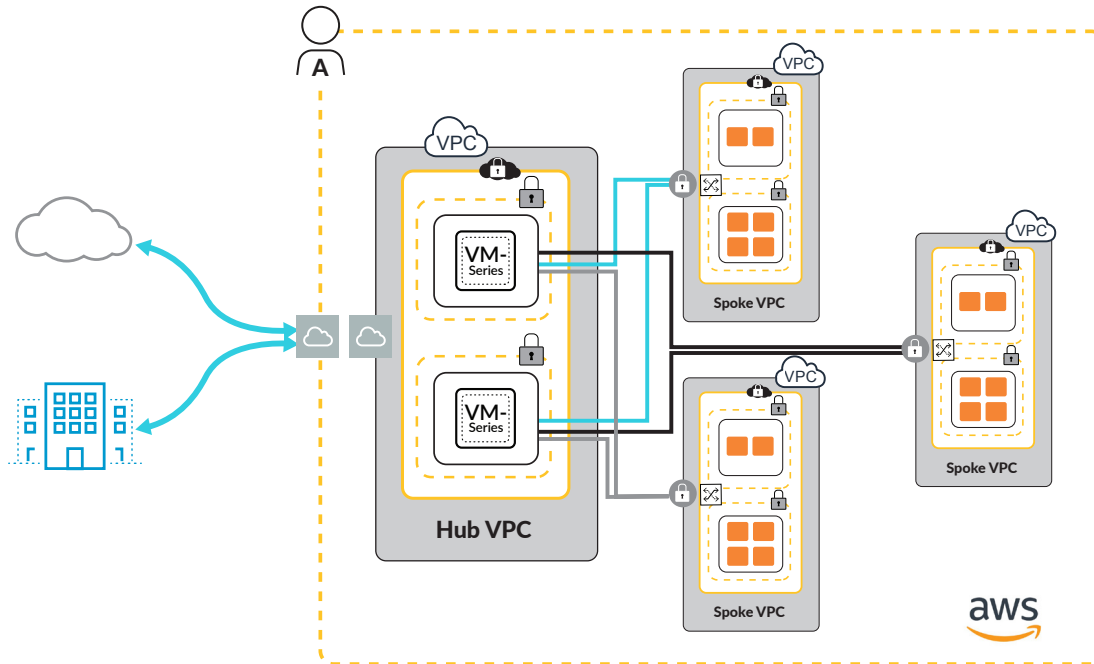 A
VPC
VPC
VM-
Series
VPC
Spoke VPC
VM-
Series
VPC
Spoke VPC
Hub VPC
Spoke VPC
aws